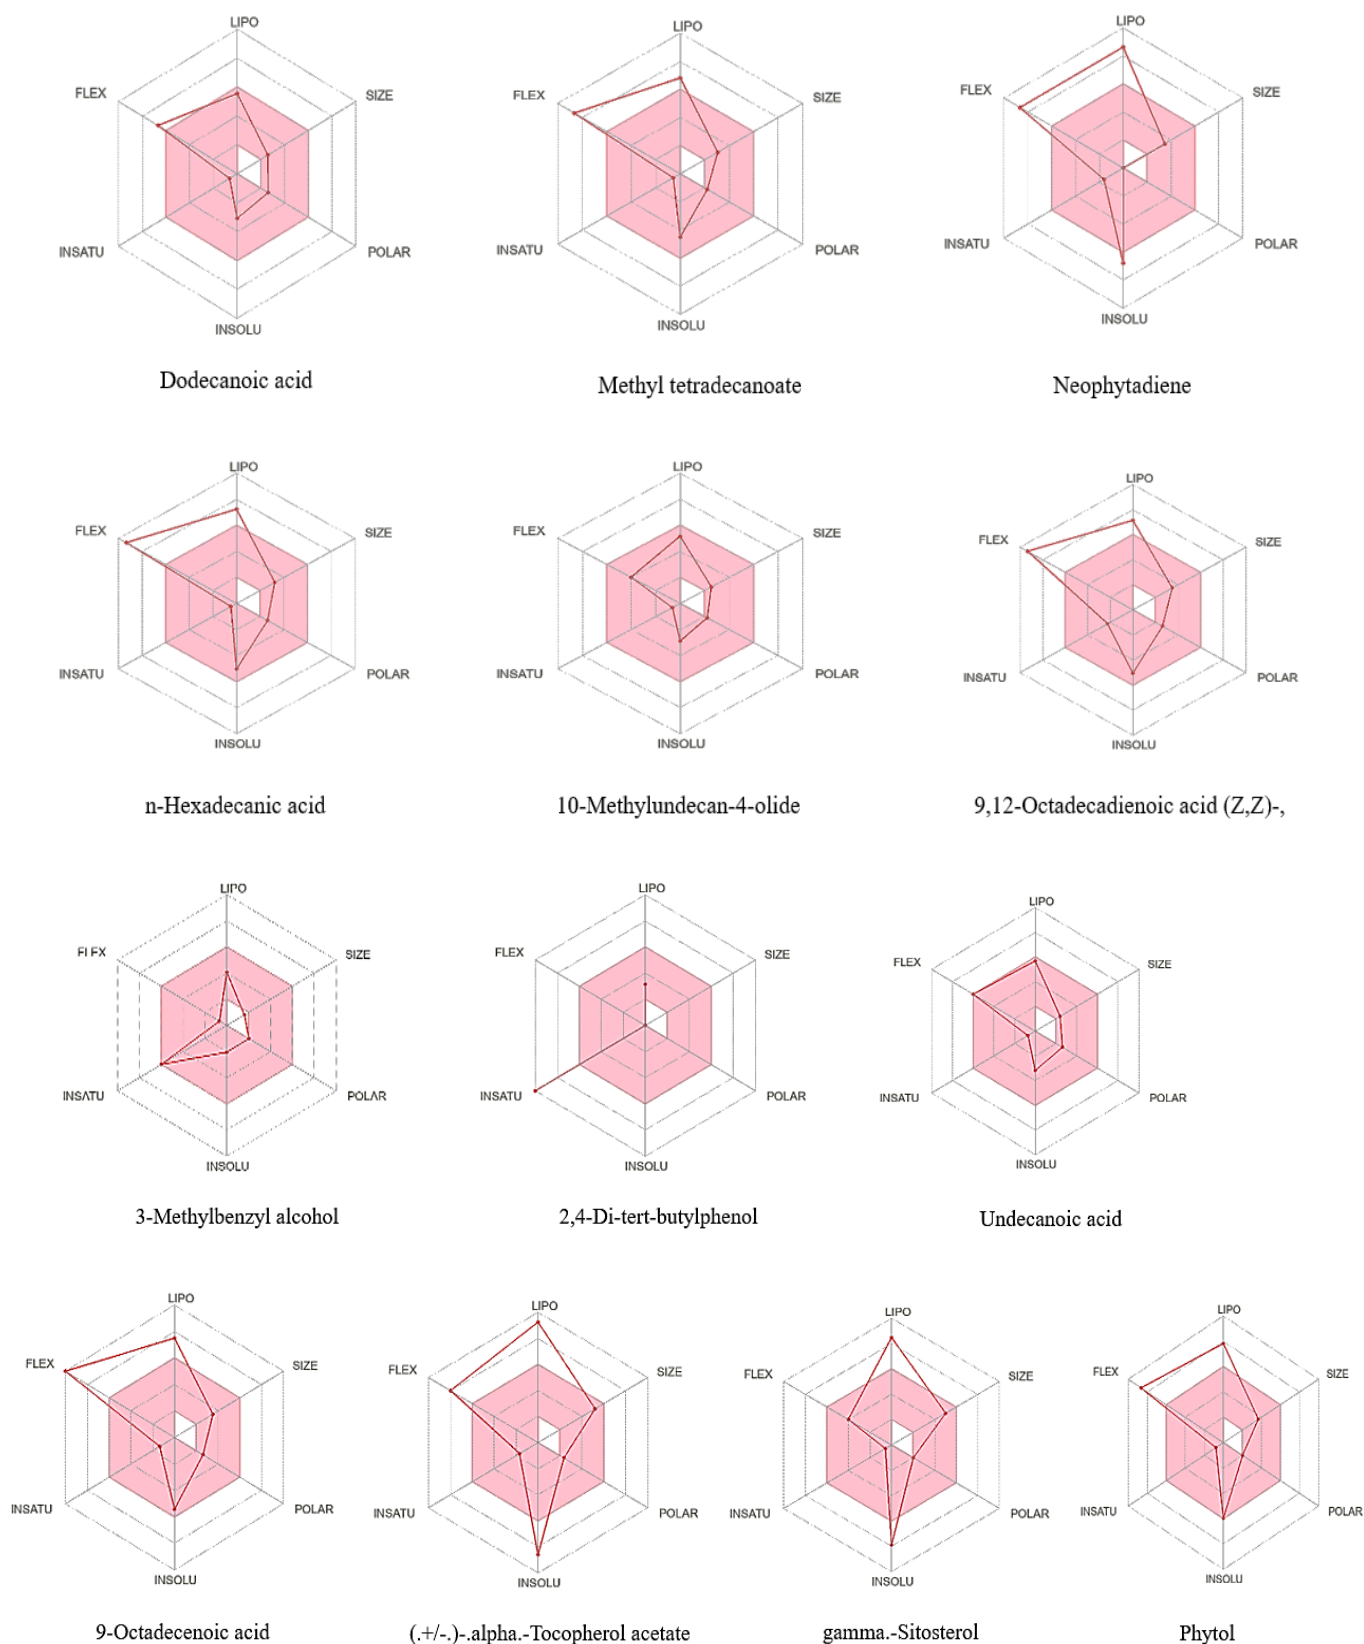 LIPO
LIPO
LIPO
FLEX
SIZE
FLEX
SIZE
FLEX
SIZE
INSATU
POLAR
INSATU
POLAR
INSATU
POLAR
INSOLU
INSOLU
INSOLU
Dodecanoic acid
Methyl tetradecanoate
Neophytadiene
LIPO
LIPO
LIPO
FLEX
SIZE
FLEX
SIZE
FLEX
SIZE
INSATU
POLAR
INSATU
POLAR
INSATU
POLAR
INSOLU
INSOLU
INSOLU
n-Hexadecanic acid
10-Methylundecan-4-olide
9,12-Octadecadienoic acid (Z,Z)-,
LIPO
LIPO
LIPO
FLEX
SIZE
FLEX
SIZE
FLEX
SIZE
INSATU
POLAR
INSATU
POLAR
INSATU
POLAR
INSOLU
INSOLU
INSOLU
3-Methylbenzyl alcohol
2,4-Di-tert-butylphenol
Undecanoic acid
LIPO
LIPO
LIPO
LIPO
FLEX
SIZE
FLEX
SIZE
FLEX
SIZE
FLEX
SIZE
INSATU
POLAR
INSATU
POLAR
INSATU
POLAR
INSATU
POLAR
INSOLU
INSOLU
INSOLU
INSOLU
9-Octadecenoic acid
(.+/-.)-.alpha.-Tocopherol acetate
gamma.-Sitosterol
Phytol